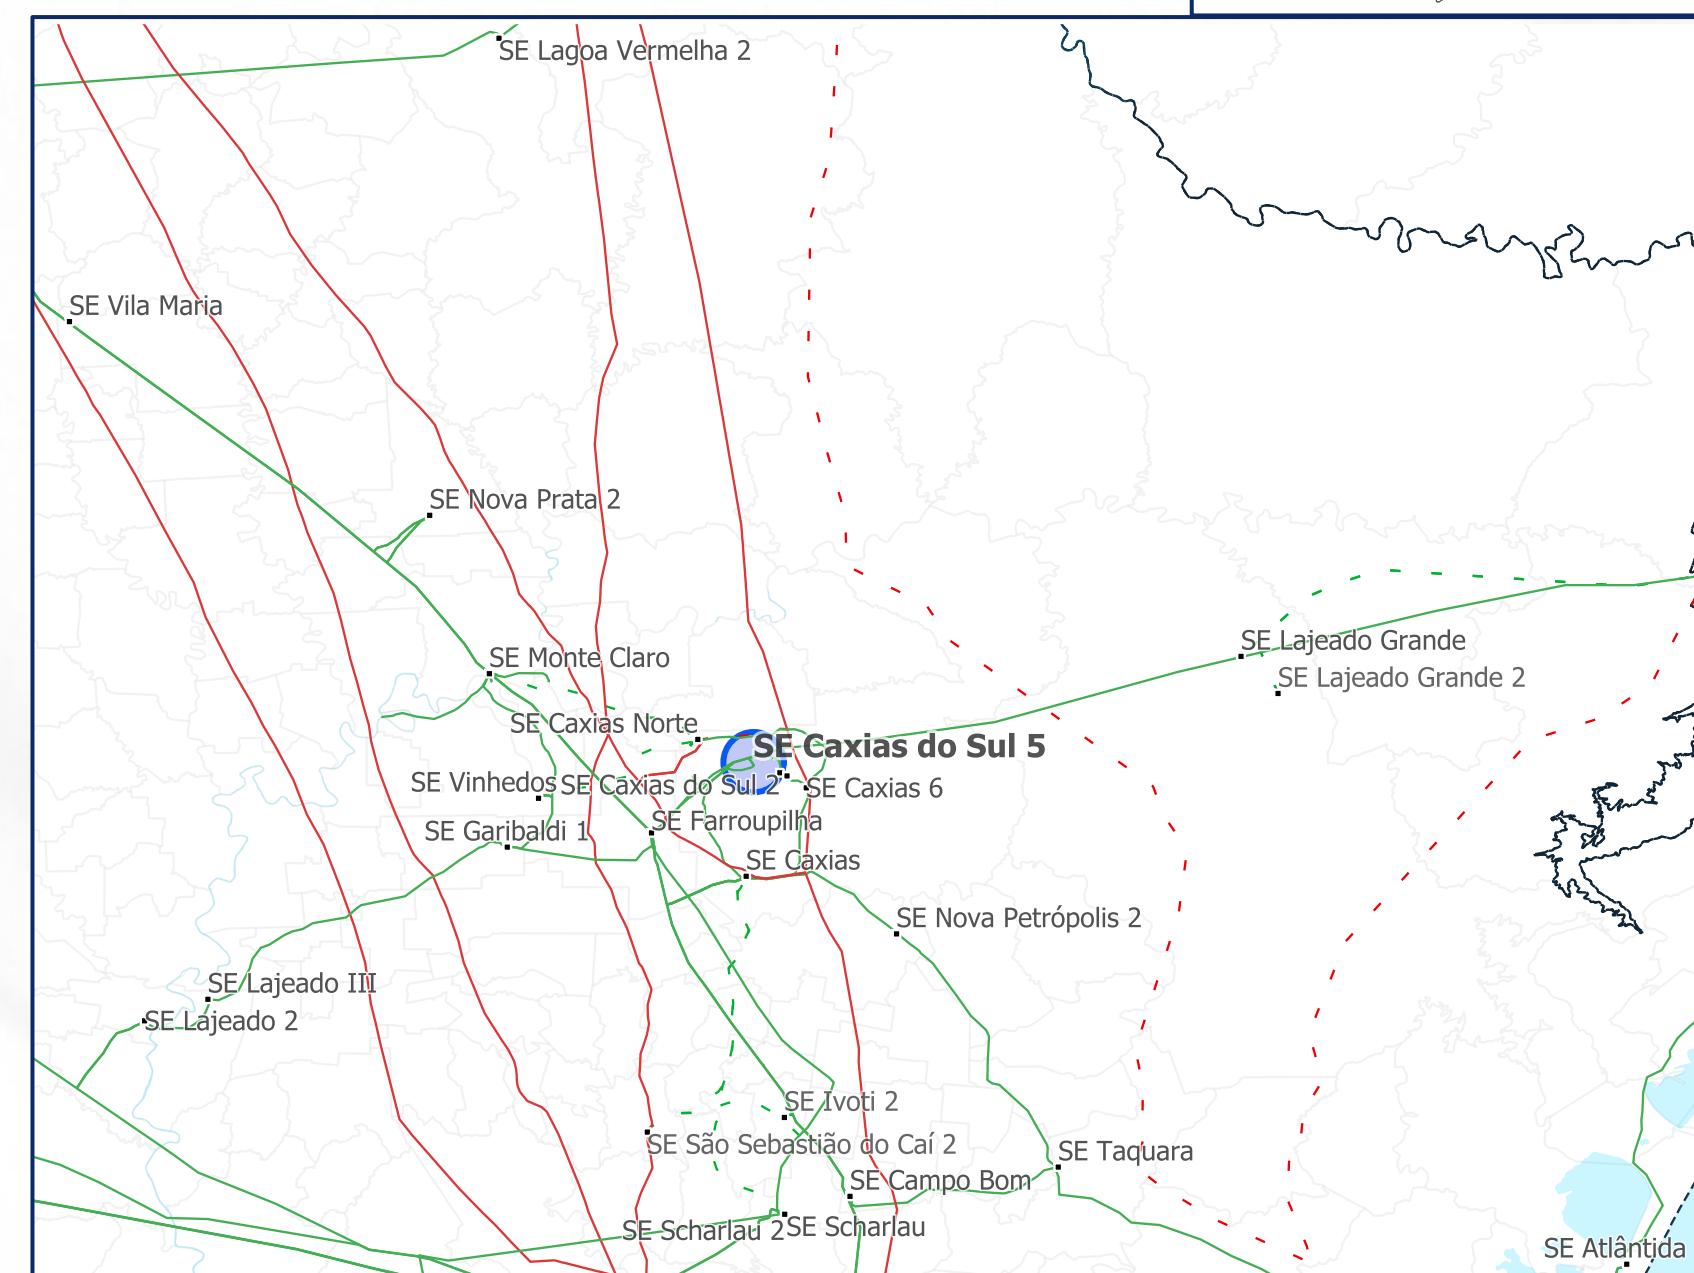 SE Lagoa Vermelha 2
SE Vila Maria
SE Nova Prata 2
SE Monte Claro
SE Lajeado Grande
SE Lajeado Grande 2
SE Caxias Norte
SE Caxias do Sul 5
SE Vinhedos
SE Caxias do Sul 2
SE Caxias 6
SE Farroupilha
SE Garibaldi 1
SE Caxias
SE Nova Petrópolis 2
SE Lajeado III
SE Lajeado 2
SE Ivoti 2
SE São Sebastião do Caí 2
SE Taquara
SE Campo Bom
SE Scharlau 2
SE Scharlau
SE Atlântida